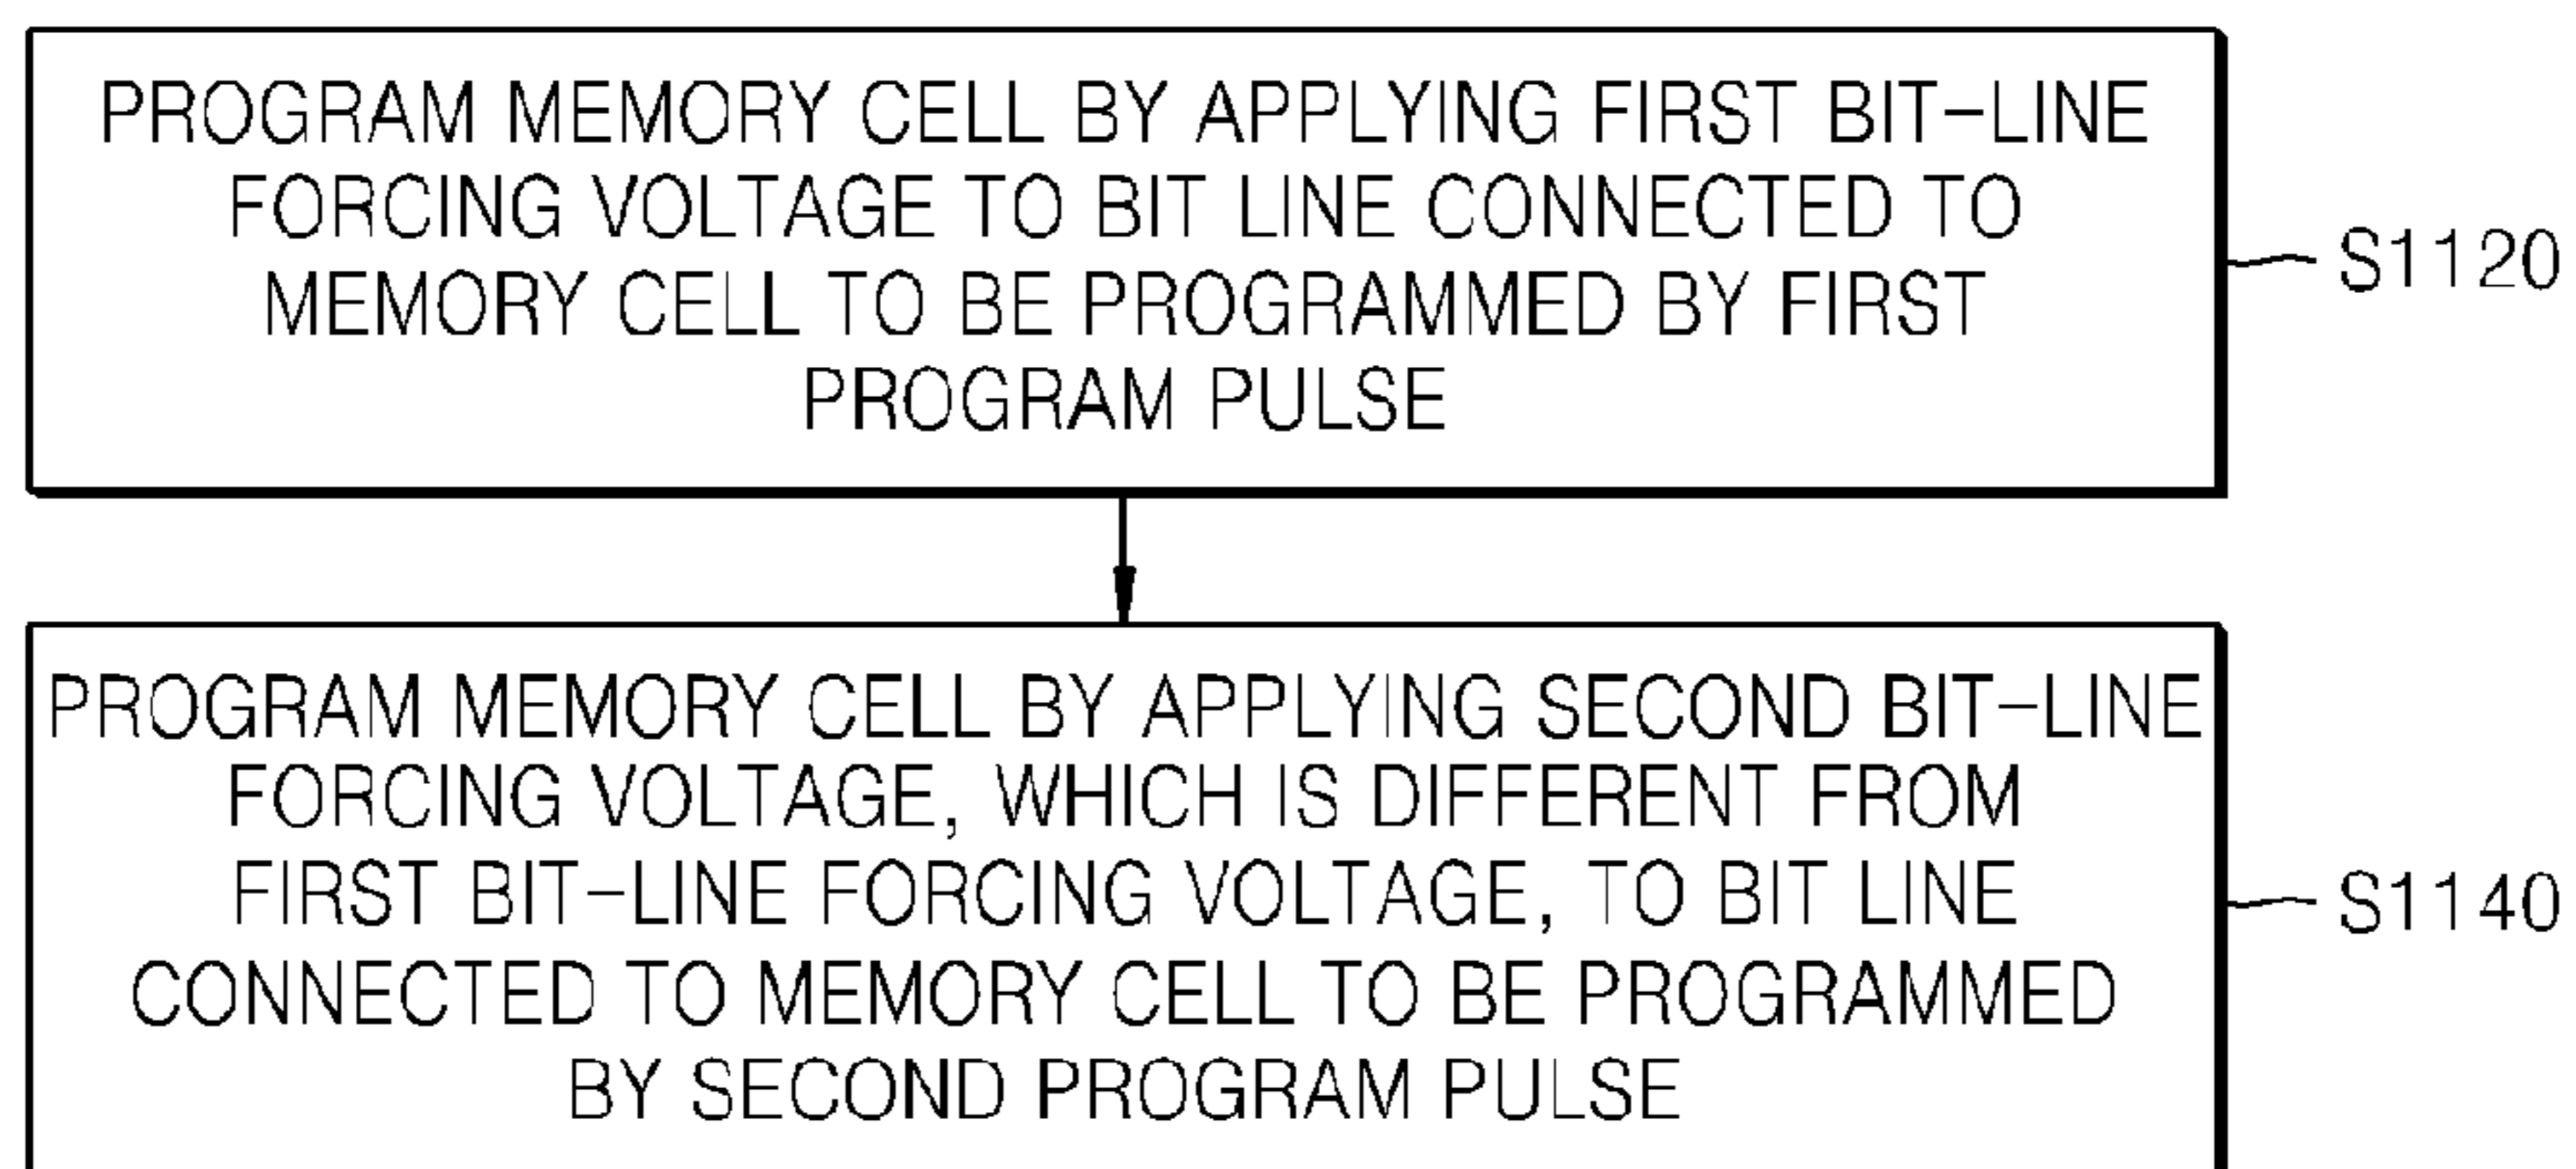 PROGRAM MEMORY CELL BY APPLYING FIRST BIT-LINE
FORCING VOLTAGE TO BIT LINE CONNECTED TO
MEMORY CELL TO BE PROGRAMMED BY FIRST
PROGRAM PULSE
S1120
PROGRAM MEMORY CELL BY APPLYING SECOND BIT-LINE
FORCING VOLTAGE, WHICH IS DIFFERENT FROM
FIRST BIT-LINE FORCING VOLTAGE, TO BIT LINE
CONNECTED TO MEMORY CELL TO BE PROGRAMMED
BY SECOND PROGRAM PULSE
S1140